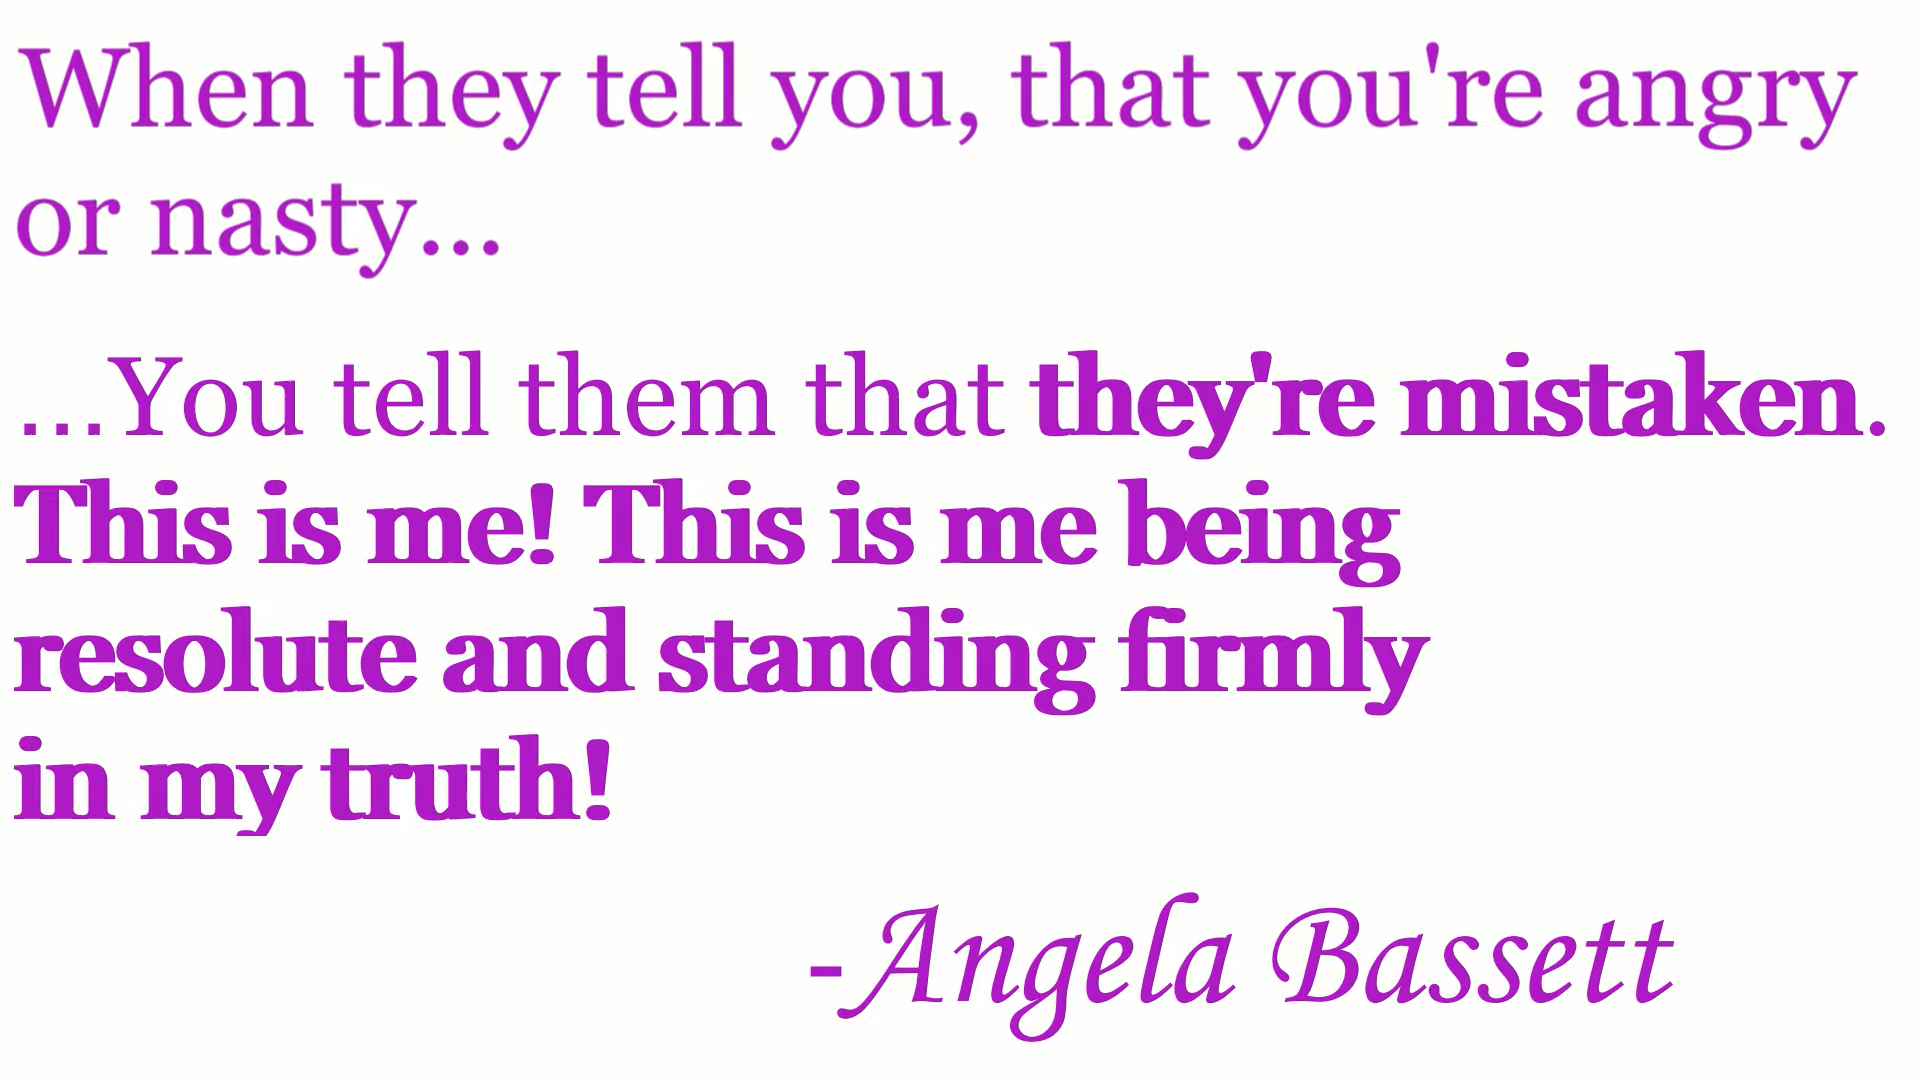 When they tell you, that you're angry
or nasty...
...You tell them that they're mistaken.
This is me! This is me being
resolute and standing firmly
in my truth!
-Angela Bassett